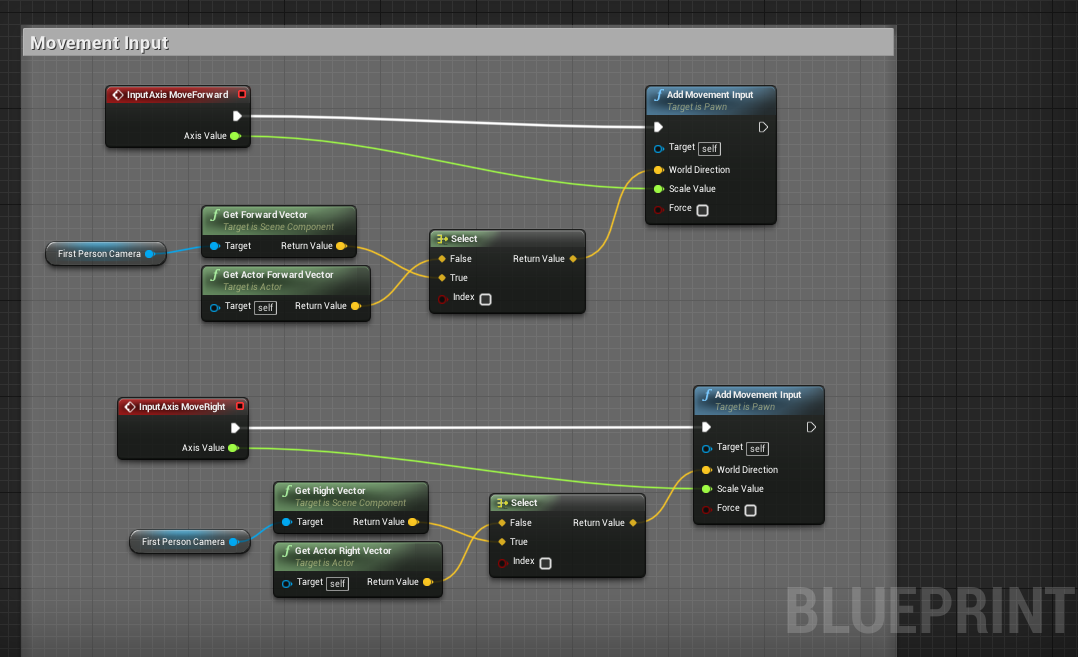 Movement Input
InputAxis MoveForward
Axis Value
Add Movement Input
Target is Pawn
Target self
World Direction
Scale Value
Force
Get Forward Vector
Target is Scene Component
Target Return Value
First Person Camera
Get Actor Forward Vector
Target is Actor
Target self Return Value
Select
False Return Value
True
Index
InputAxis MoveRight
Axis Value
Add Movement Input
Target is Pawn
Target self
World Direction
Scale Value
Force
Get Right Vector
Target is Scene Component
Target Return Value
First Person Camera
Get Actor Right Vector
Target is Actor
Target self Return Value
Select
False Return Value
True
Index
BLUEPRINT